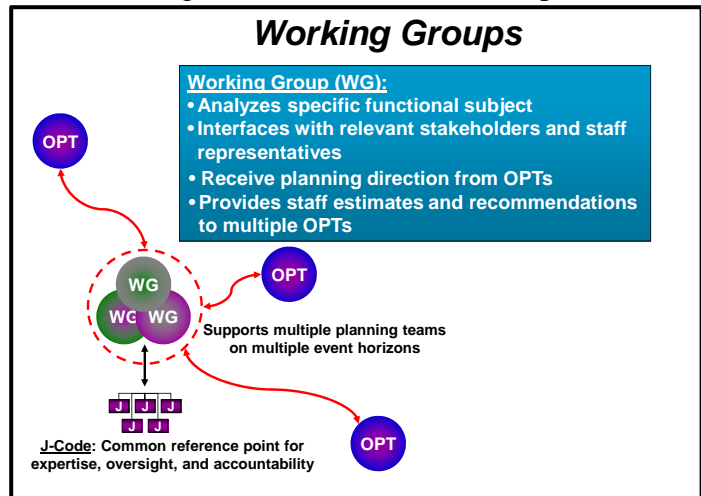 Working Groups
Working Group (WG):
•Analyzes specific functional subject
•Interfaces with relevant stakeholders and staff
representatives
• Receive planning direction from OPTs
•Provides staff estimates and recommendations
to multiple OPTs
OPT
OPT
WG
WG
WG
Supports multiple planning teams
on multiple event horizons
J
J
J
J
J
OPT
J-Code: Common reference point for
expertise, oversight, and accountability